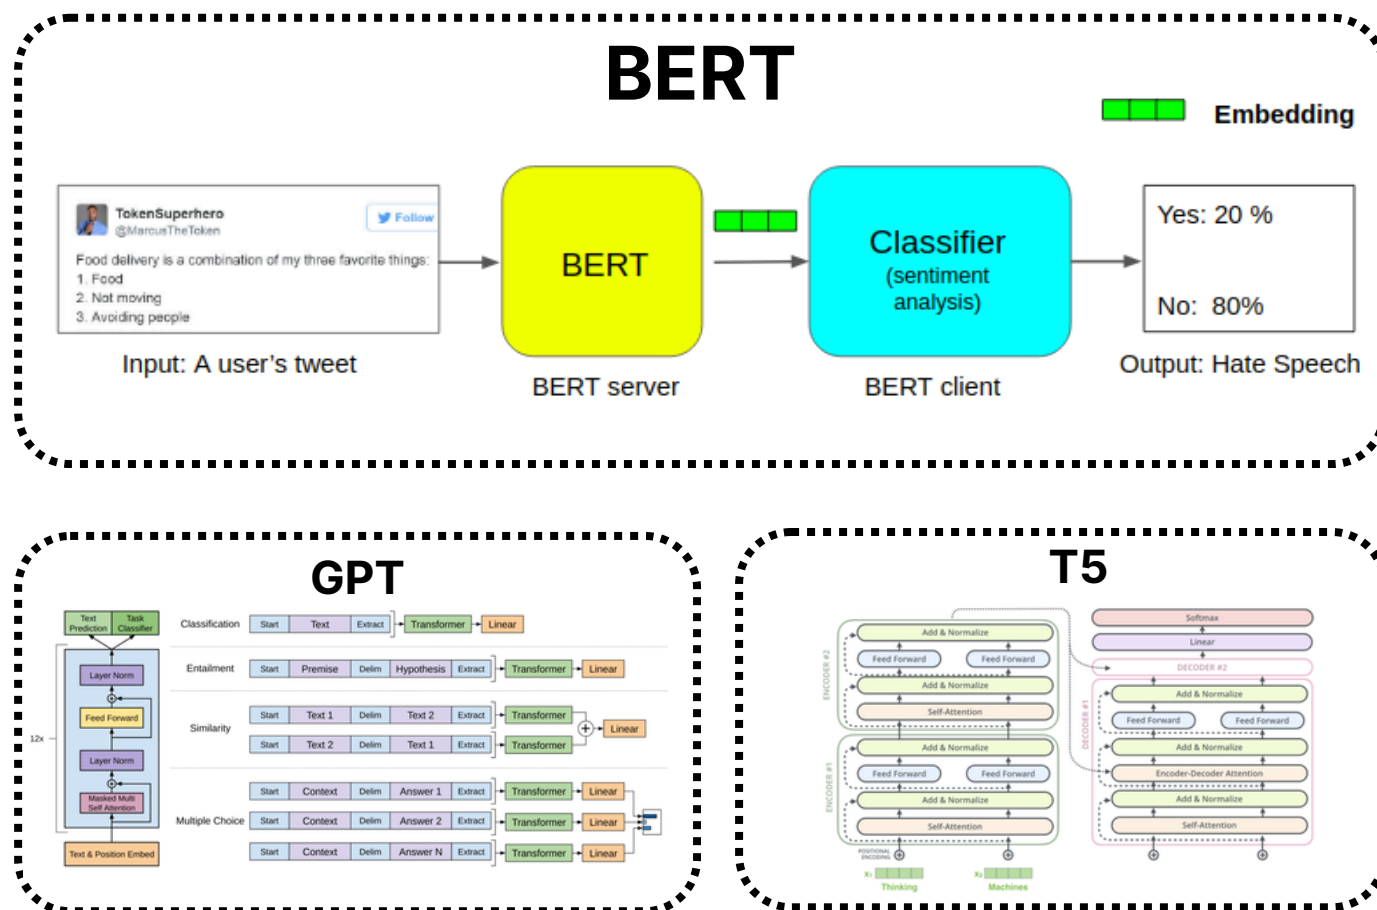 BERT
Embedding
TokenSuperhero
@MarcusTheToken
Follow
Food delivery is a combination of my three favorite things:
1. Food
2. Not moving
3. Avoiding people
Input: A user's tweet
BERT
BERT server
Classifier
(sentiment
analysis)
BERT client
Yes: 20 %
No: 80%
Output: Hate Speech
GPT
Text
Prediction
Task
Classifier
Layer Norm
Feed Forward
12x
Layer Norm
Masked Multi
Self Attention
Text & Position Embed
Classification Start Text Extract Transformer Linear
Entailment Start Premise Delim Hypothesis Extract Transformer Linear
Similarity
Start Text 1 Delim Text 2 Extract Transformer
Linear
Start Text 2 Delim Text 1 Extract Transformer
Multiple Choice
Start Context Delim Answer 1 Extract Transformer Linear
Start Context Delim Answer 2 Extract Transformer Linear
Start Context Delim Answer N Extract Transformer Linear
T5
ENCODER #2
Add & Normalize
Feed Forward Feed Forward
Add & Normalize
Self-Attention
ENCODER #1
Add & Normalize
Feed Forward Feed Forward
Add & Normalize
Self-Attention
POSITIONAL
ENCODING
x₁ x₂
Thinking Machines
Softmax
Linear
DECODER #2
DECODER #1
Add & Normalize
Feed Forward Feed Forward
Add & Normalize
Encoder-Decoder Attention
Add & Normalize
Self-Attention